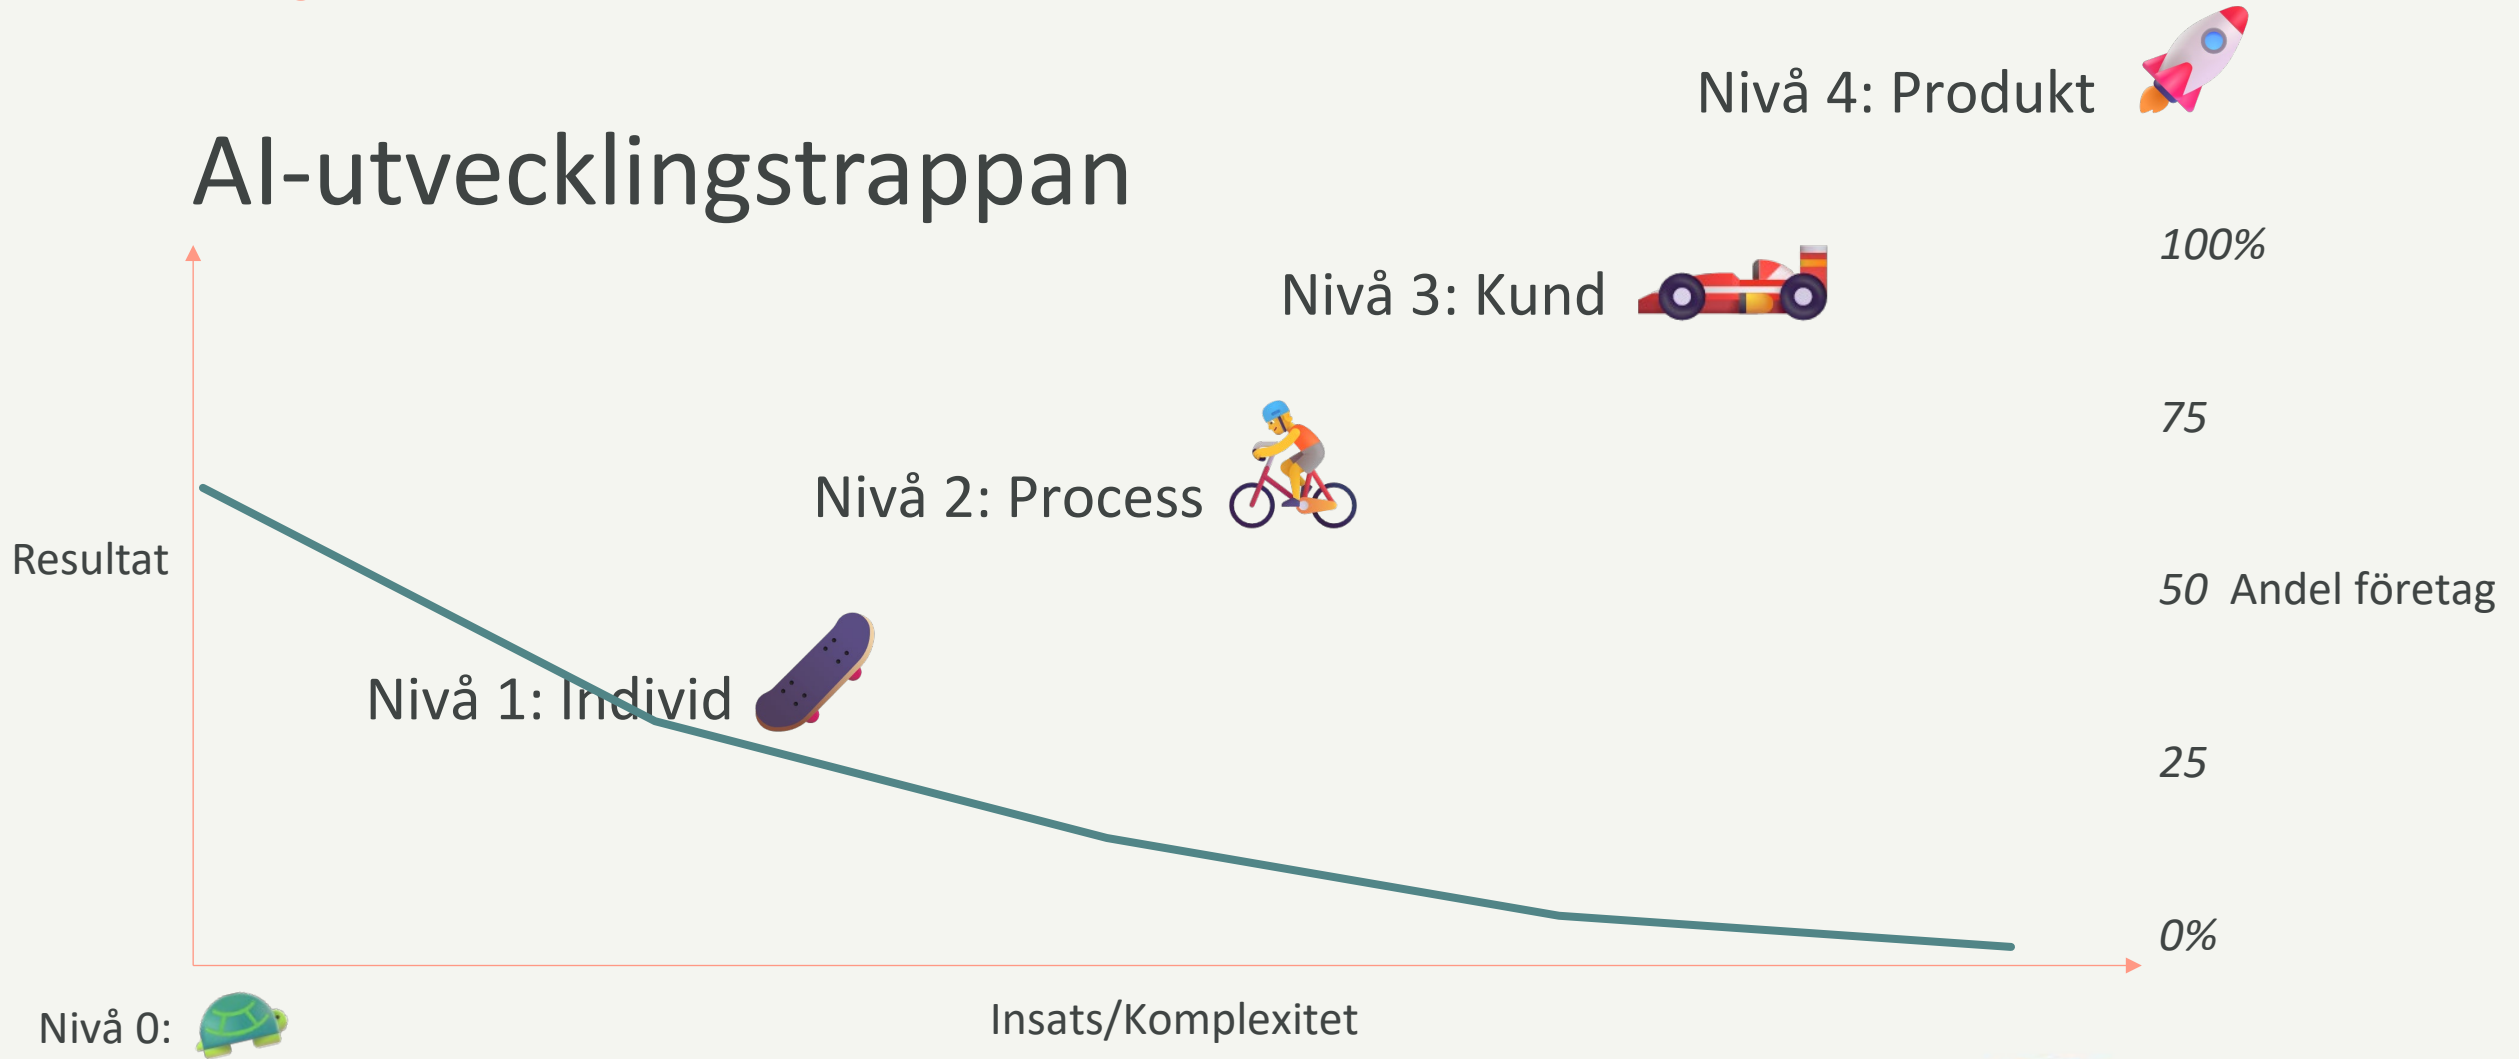 Nivå 4: Produkt
AI-utvecklingstrappan
100%
Nivå 3: Kund
75
Nivå 2: Process
Resultat
50 Andel företag
Nivå 1: Individ
25
0%
Insats/Komplexitet
Nivå 0: